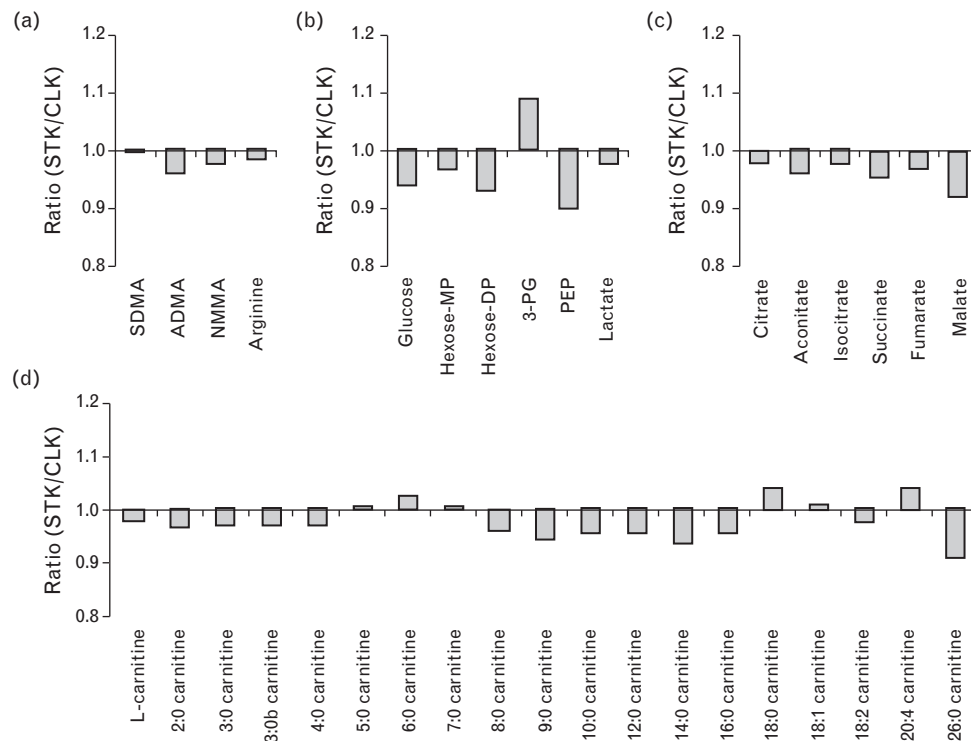 (a)
1.2
1.1
1.0
0.9
0.8
Ratio (STK/CLK)
SDMA
ADMA
NMMA
Arginine
(b)
1.2
1.1
1.0
0.9
0.8
Ratio (STK/CLK)
Glucose
Hexose-MP
Hexose-DP
3-PG
PEP
Lactate
(c)
1.2
1.1
1.0
0.9
0.8
Ratio (STK/CLK)
Citrate
Aconitate
Isocitrate
Succinate
Fumarate
Malate
(d)
1.2
1.1
1.0
0.9
0.8
Ratio (STK/CLK)
L-carnitine
2:0 carnitine
3:0 carnitine
3:0b carnitine
4:0 carnitine
5:0 carnitine
6:0 carnitine
7:0 carnitine
8:0 carnitine
9:0 carnitine
10:0 carnitine
12:0 carnitine
14:0 carnitine
16:0 carnitine
18:0 carnitine
18:1 carnitine
18:2 carnitine
20:4 carnitine
26:0 carnitine